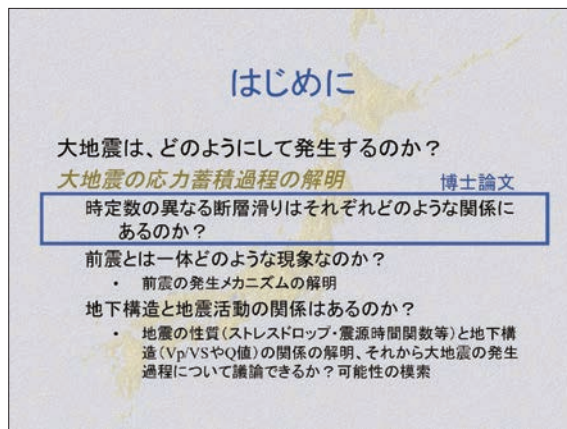 はじめに
大地震は、どのようにして発生するのか？
大地震の応力蓄積過程の解明 博士論文
時定数の異なる断層滑りはそれぞれどのような関係に
あるのか？
前震とは一体どのような現象なのか？
・ 前震の発生メカニズムの解明
地下構造と地震活動の関係はあるのか？
・ 地震の性質（ストレスドロップ・震源時間関数等）と地下構
造（Vp/VSやQ値）の関係の解明、それから大地震の発生
過程について議論できるか？可能性の模索